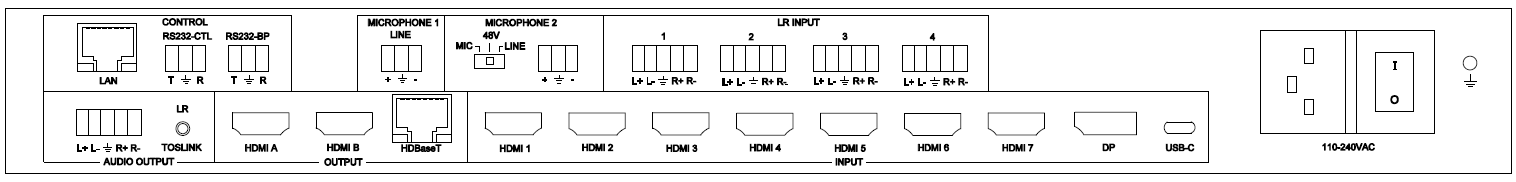 CONTROL
RS232-CTL RS232-BP
LAN
T R
T R
MICROPHONE 1
LINE
+ -
MICROPHONE 2
48V
MIC LINE
+ -
LR INPUT
1 2 3 4
L+ L- R+ R-
L+ L- R+ R-
L+ L- R+ R-
L+ L- R+ R-
I
O
110-240VAC
LR
L+ L- R+ R-
TOSLINK
AUDIO OUTPUT
HDMI A HDMI B HDBaseT
OUTPUT
HDMI 1 HDMI 2 HDMI 3 HDMI 4 HDMI 5 HDMI 6 HDMI 7 DP USB-C
INPUT